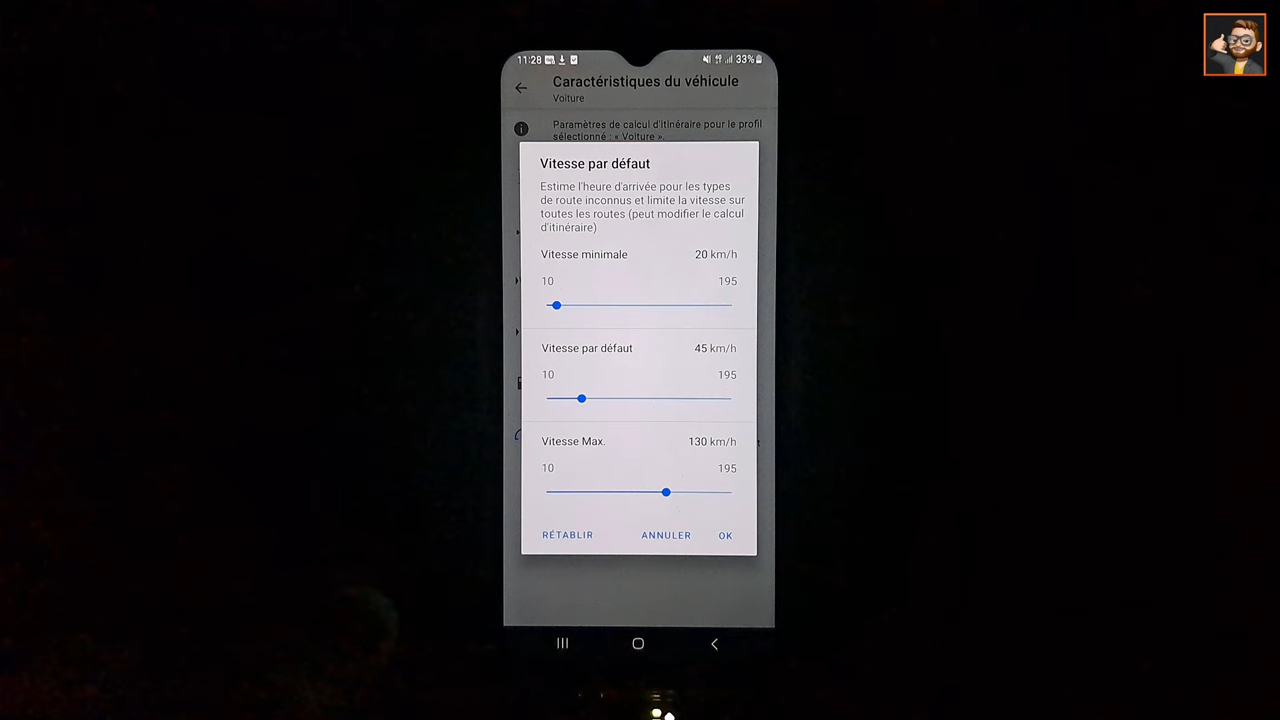 11:28
33%
Caractéristiques du véhicule
Voiture
Paramètres de calcul d'itinéraire pour le profil
sélectionné : « Voiture ».
Vitesse par défaut
Estime l'heure d'arrivée pour les types
de route inconnus et limite la vitesse sur
toutes les routes (peut modifier le calcul
d'itinéraire)
Vitesse minimale 20 km/h
10 195
Vitesse par défaut 45 km/h
10 195
Vitesse Max. 130 km/h
10 195
RÉTABLIR ANNULER OK